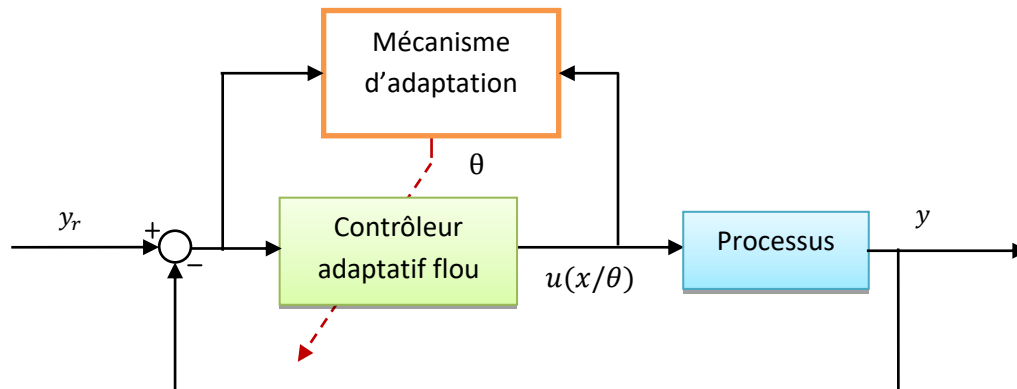 Mécanisme
d’adaptation
θ
y_r
+
−
Contrôleur
adaptatif flou
u(x/θ)
Processus
y